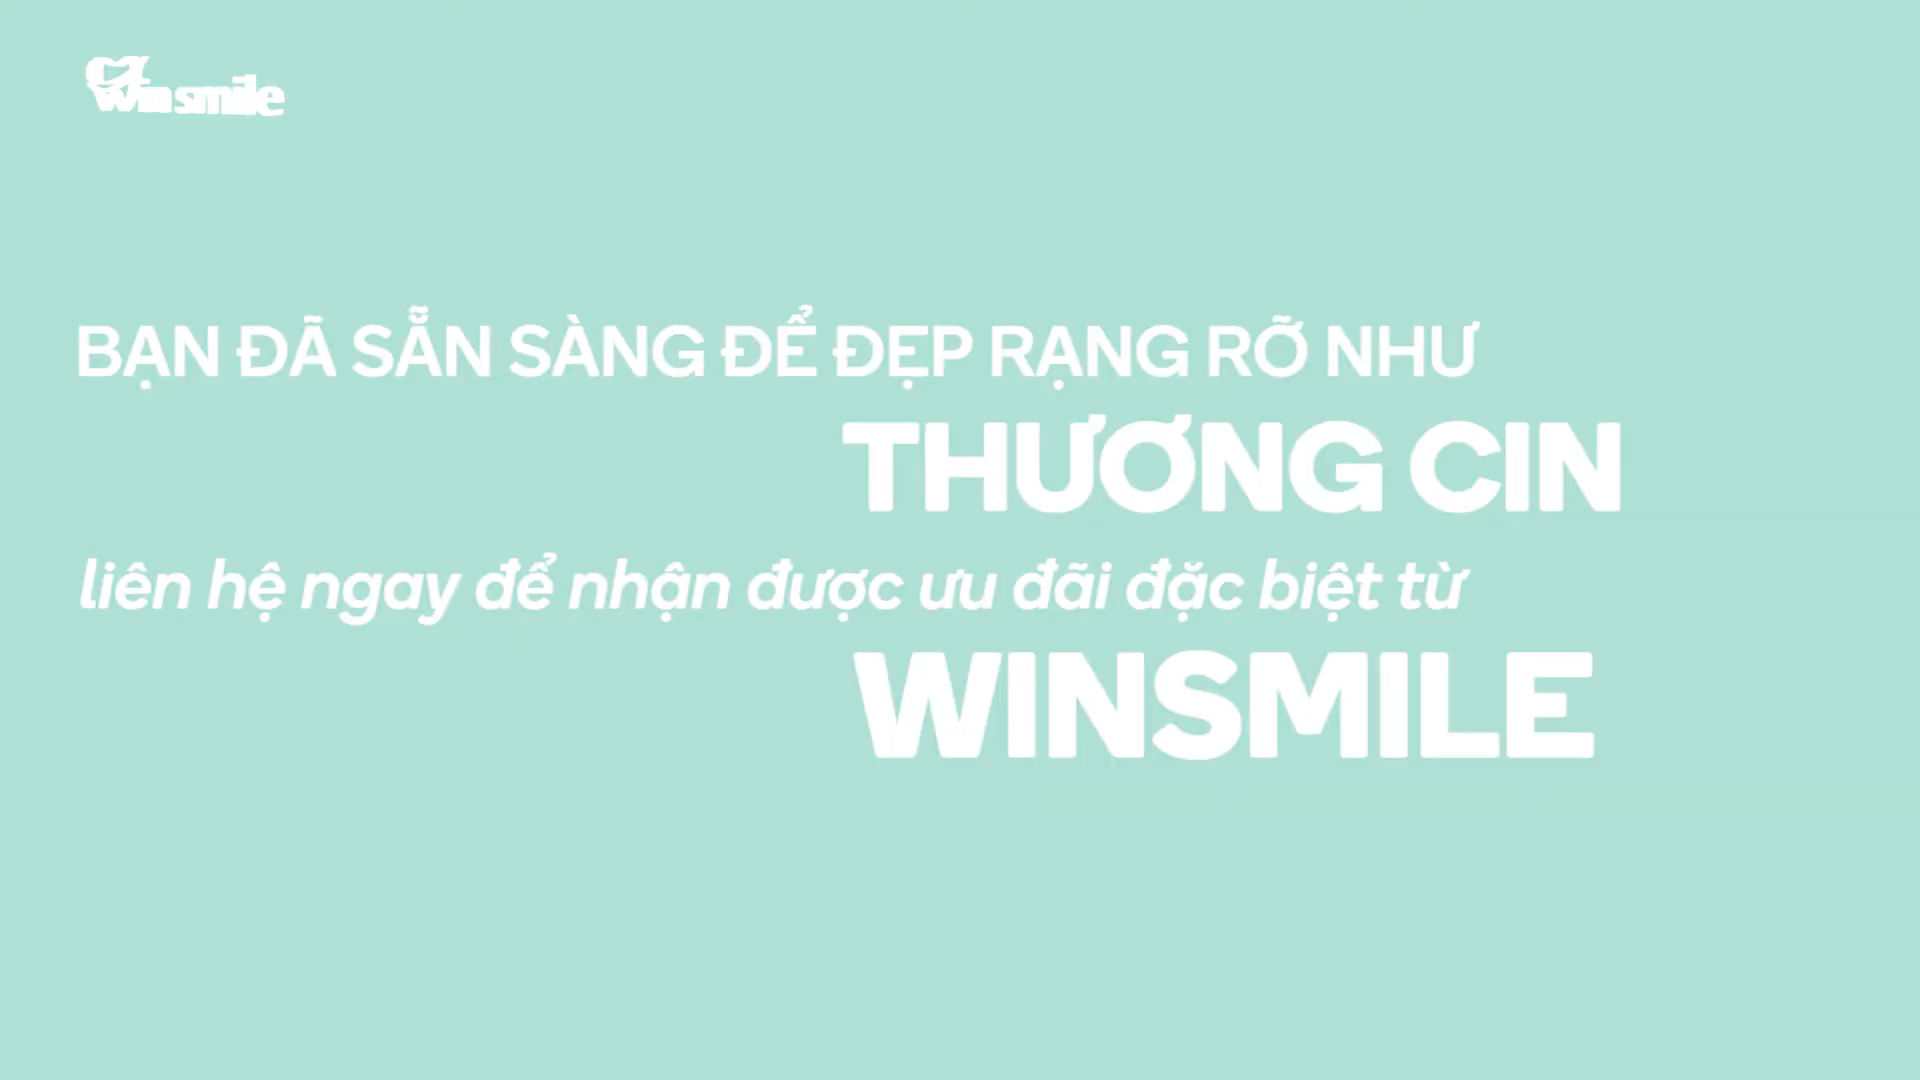 winsmile
BẠN ĐÃ SẴN SÀNG ĐỂ ĐẸP RẠNG RỠ NHƯ
THƯƠNG CIN
liên hệ ngay để nhận được ưu đãi đặc biệt từ
WINSMILE